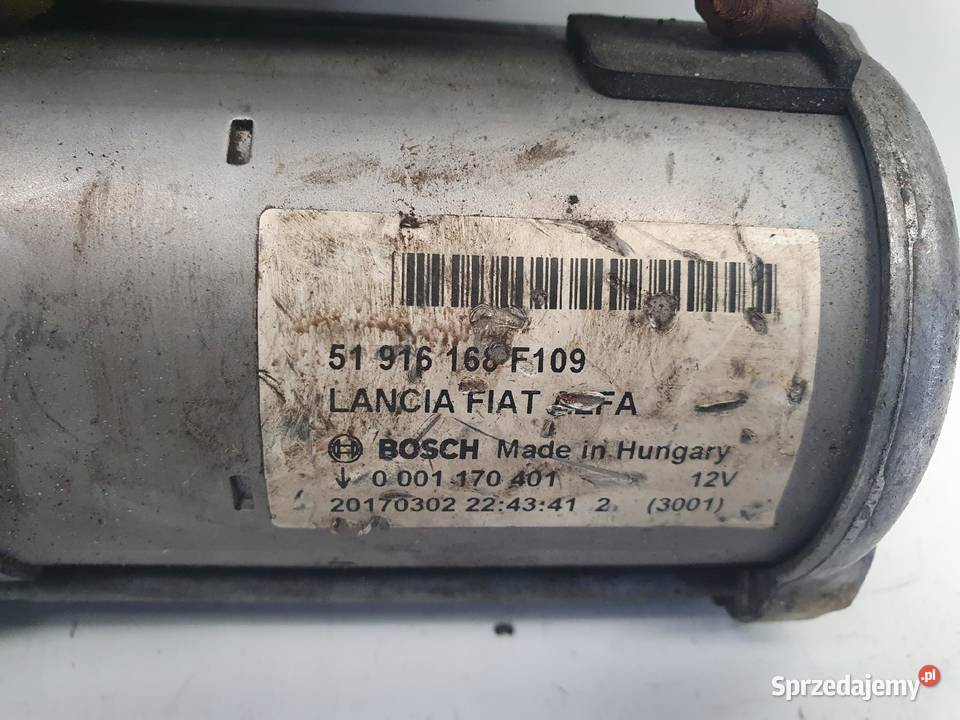 51 916 168 F109
LANCIA FIAT ALFA
BOSCH Made in Hungary
↓ 0 001 170 401 12V
20170302 22:43:41 2 (3001)
Sprzedajemy.pl